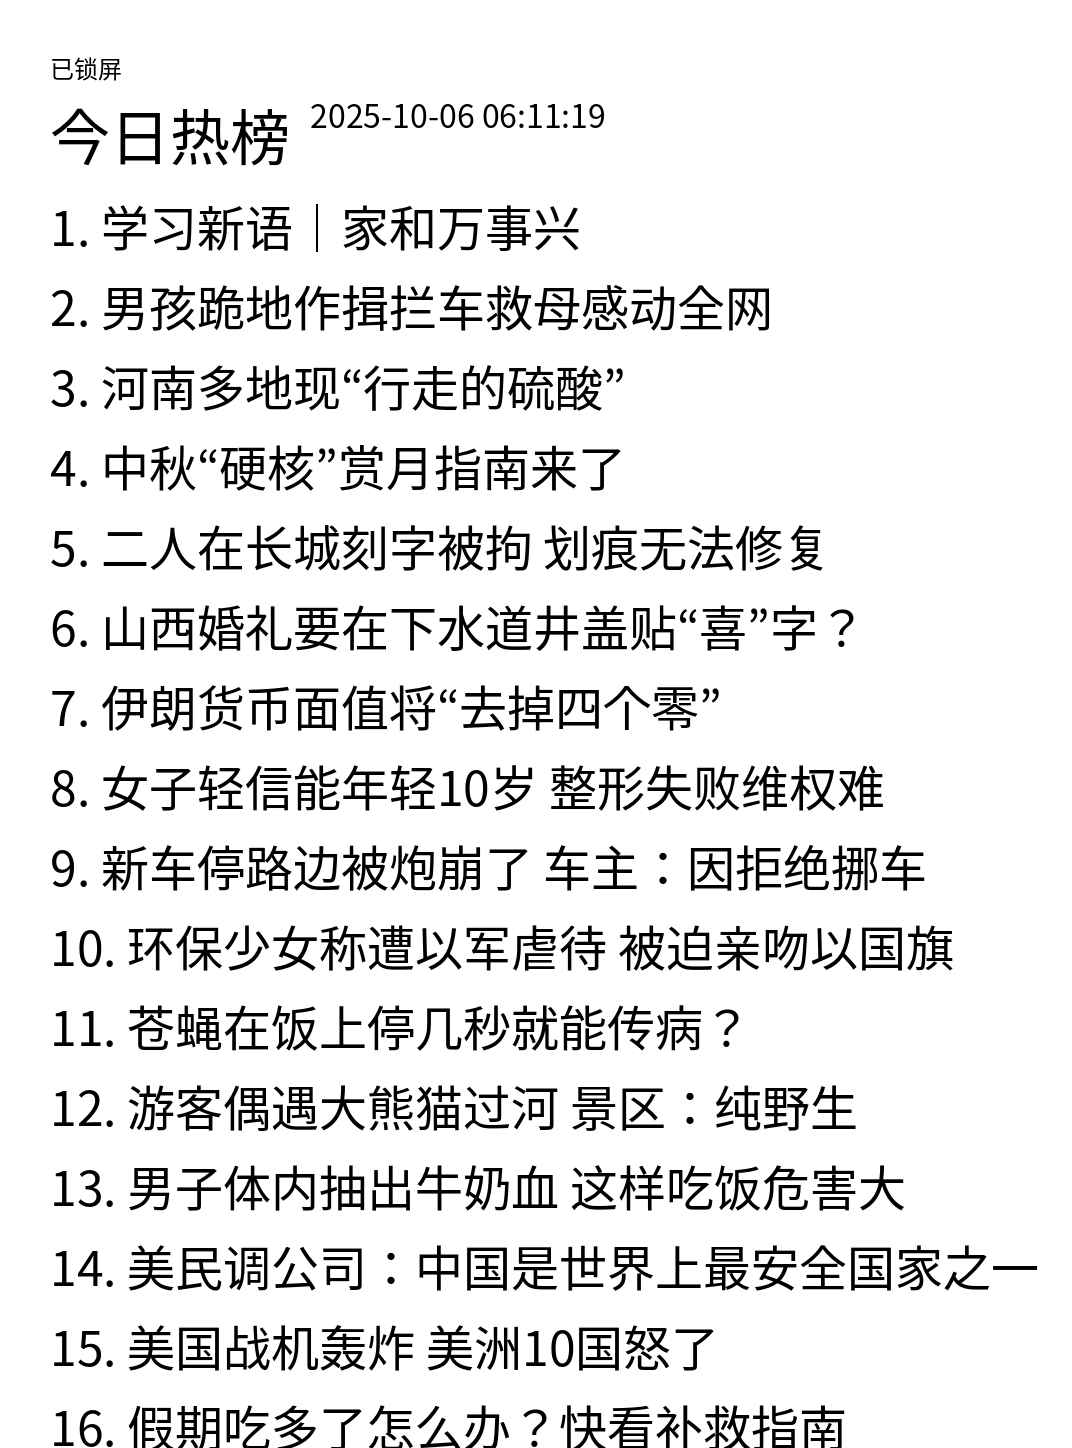 已锁屏
今日热榜 2025-10-06 06:11:19
1. 学习新语｜家和万事兴
2. 男孩跪地作揖拦车救母感动全网
3. 河南多地现“行走的硫酸”
4. 中秋“硬核”赏月指南来了
5. 二人在长城刻字被拘 划痕无法修复
6. 山西婚礼要在下水道井盖贴“喜”字？
7. 伊朗货币面值将“去掉四个零”
8. 女子轻信能年轻10岁 整形失败维权难
9. 新车停路边被炮崩了 车主：因拒绝挪车
10. 环保少女称遭以军虐待 被迫亲吻以国旗
11. 苍蝇在饭上停几秒就能传病？
12. 游客偶遇大熊猫过河 景区：纯野生
13. 男子体内抽出牛奶血 这样吃饭危害大
14. 美民调公司：中国是世界上最安全国家之一
15. 美国战机轰炸 美洲10国怒了
16. 假期吃多了怎么办？快看补救指南